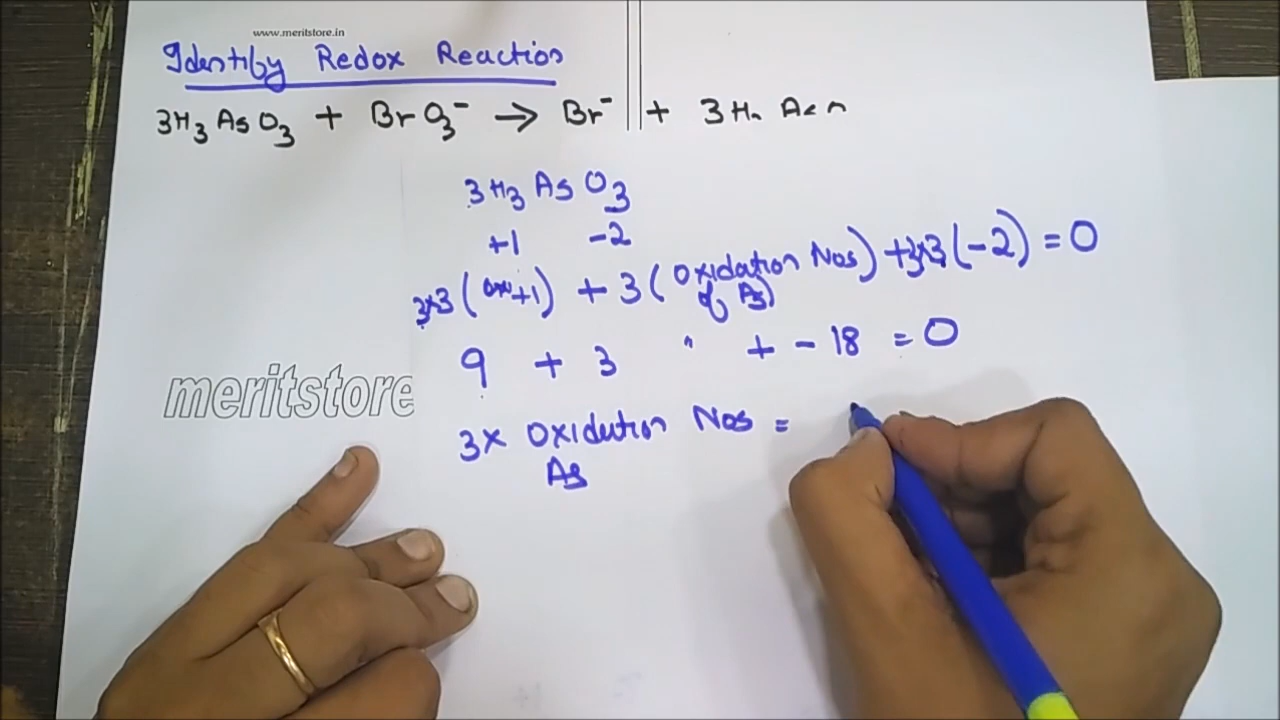 www.meritstore.in
Identify Redox Reaction
3H₃AsO₃ + BrO₃⁻ → Br⁻ + 3H
3H₃AsO₃
+1 -2
3×3(+1) + 3(Oxidation Nos) + 3×3(-2) = 0
of As)
9 + 3 " + - 18 = 0
meritstore
3× Oxidation Nos =
As